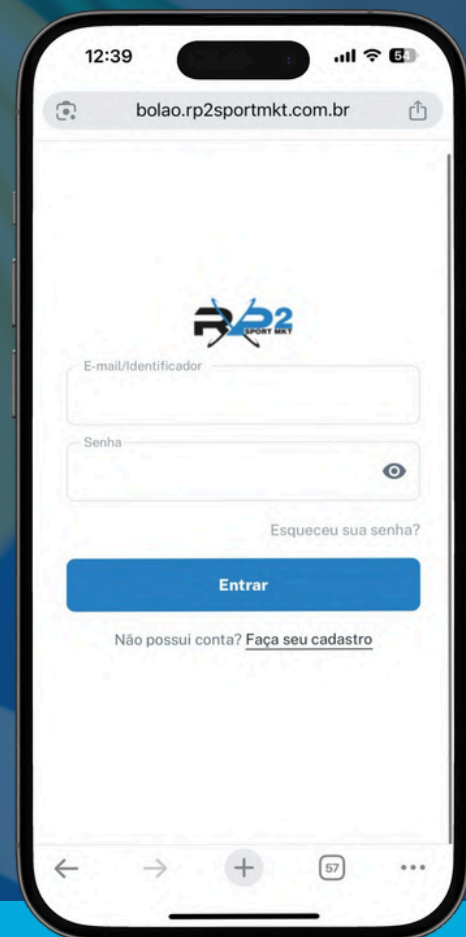 12:39
54
bolao.rp2sportmkt.com.br
RP2
SPORT MKT
E-mail/Identificador
Senha
Esqueceu sua senha?
Entrar
Não possui conta? Faça seu cadastro
57